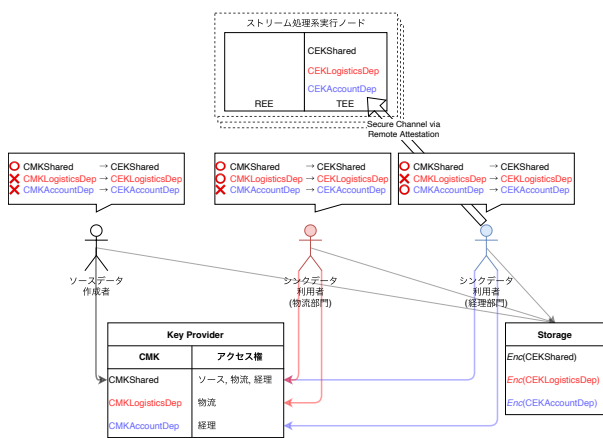 ストリーム処理系実行ノード
CEKShared
CEKLogisticsDep
CEKAccountDep
REE
TEE
Secure Channel via
Remote Attestation
CMKShared → CEKShared
CMKLogisticsDep → CEKLogisticsDep
CMKAccountDep → CEKAccountDep
CMKShared → CEKShared
CMKLogisticsDep → CEKLogisticsDep
CMKAccountDep → CEKAccountDep
CMKShared → CEKShared
CMKLogisticsDep → CEKLogisticsDep
CMKAccountDep → CEKAccountDep
ソースデータ
作成者
シンクデータ
利用者
(物流部門)
シンクデータ
利用者
(経理部門)
Key Provider
CMK アクセス権
CMKShared ソース, 物流, 経理
CMKLogisticsDep 物流
CMKAccountDep 経理
Storage
Enc(CEKShared)
Enc(CEKLogisticsDep)
Enc(CEKAccountDep)